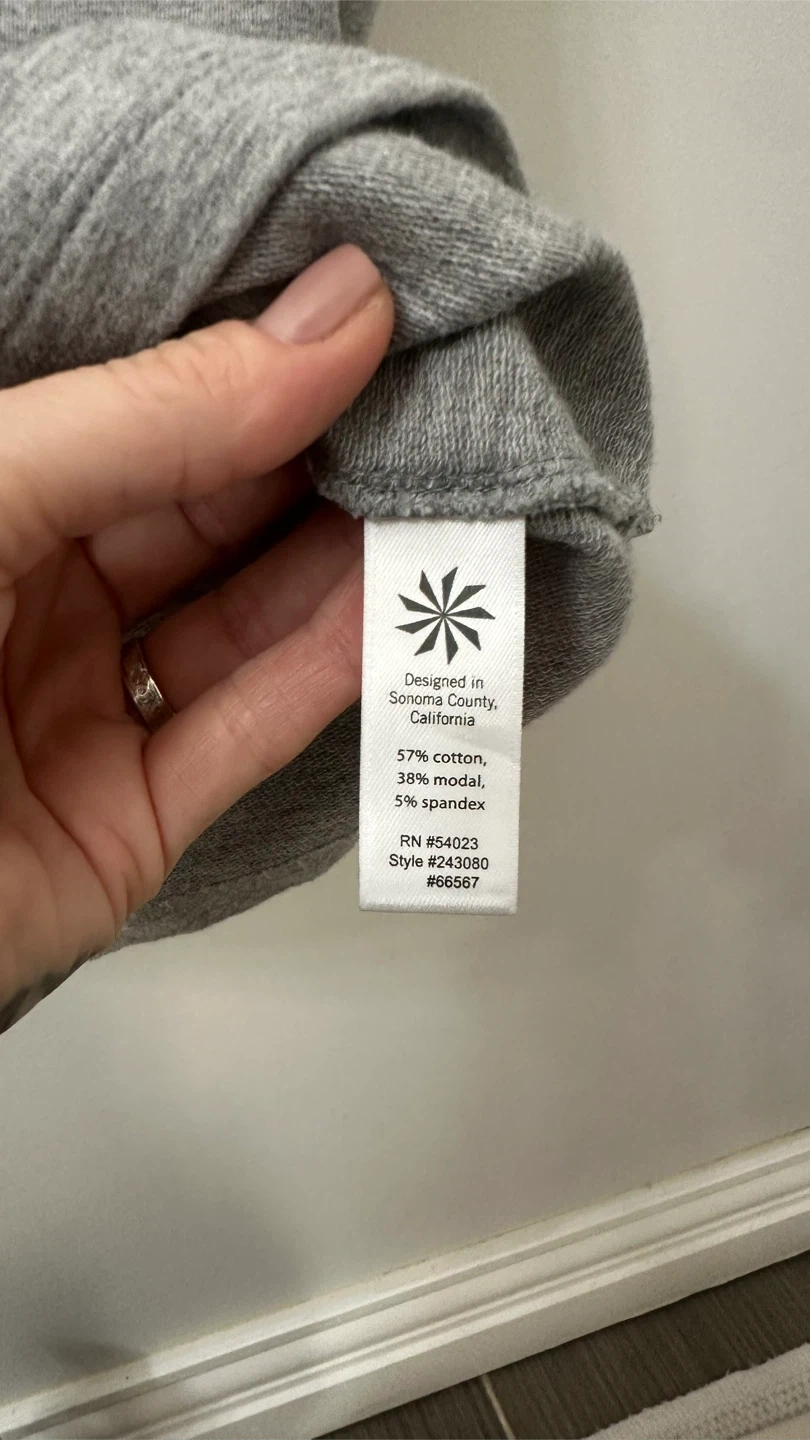 Designed in
Sonoma County,
California
57% cotton,
38% modal,
5% spandex
RN #54023
Style #243080
#66567